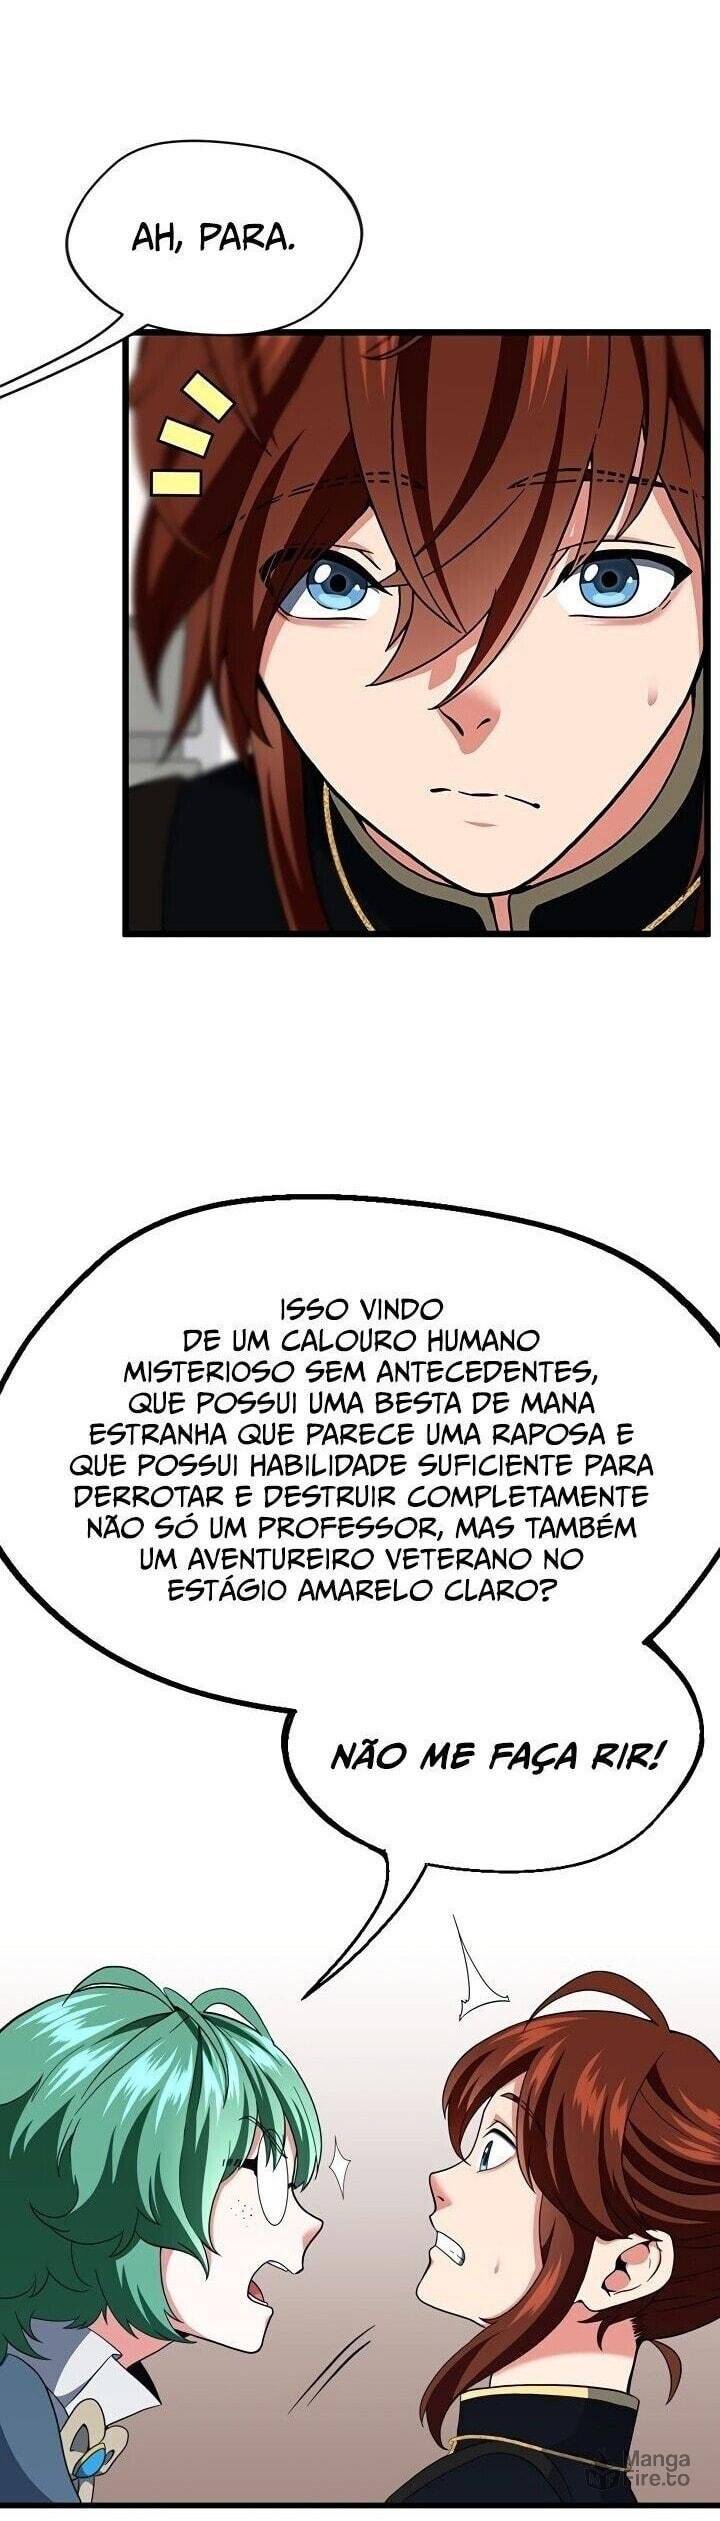 AH, PARA.
ISSO VINDO
DE UM CALOURO HUMANO
MISTERIOSO SEM ANTECEDENTES,
QUE POSSUI UMA BESTA DE MANA
ESTRANHA QUE PARECE UMA RAPOSA E
QUE POSSUI HABILIDADE SUFICIENTE PARA
DERROTAR E DESTRUIR COMPLETAMENTE
NÃO SÓ UM PROFESSOR, MAS TAMBÉM
UM AVENTUREIRO VETERANO NO
ESTÁGIO AMARELO CLARO?
NÃO ME FAÇA RIR!
Manga
Fire.to